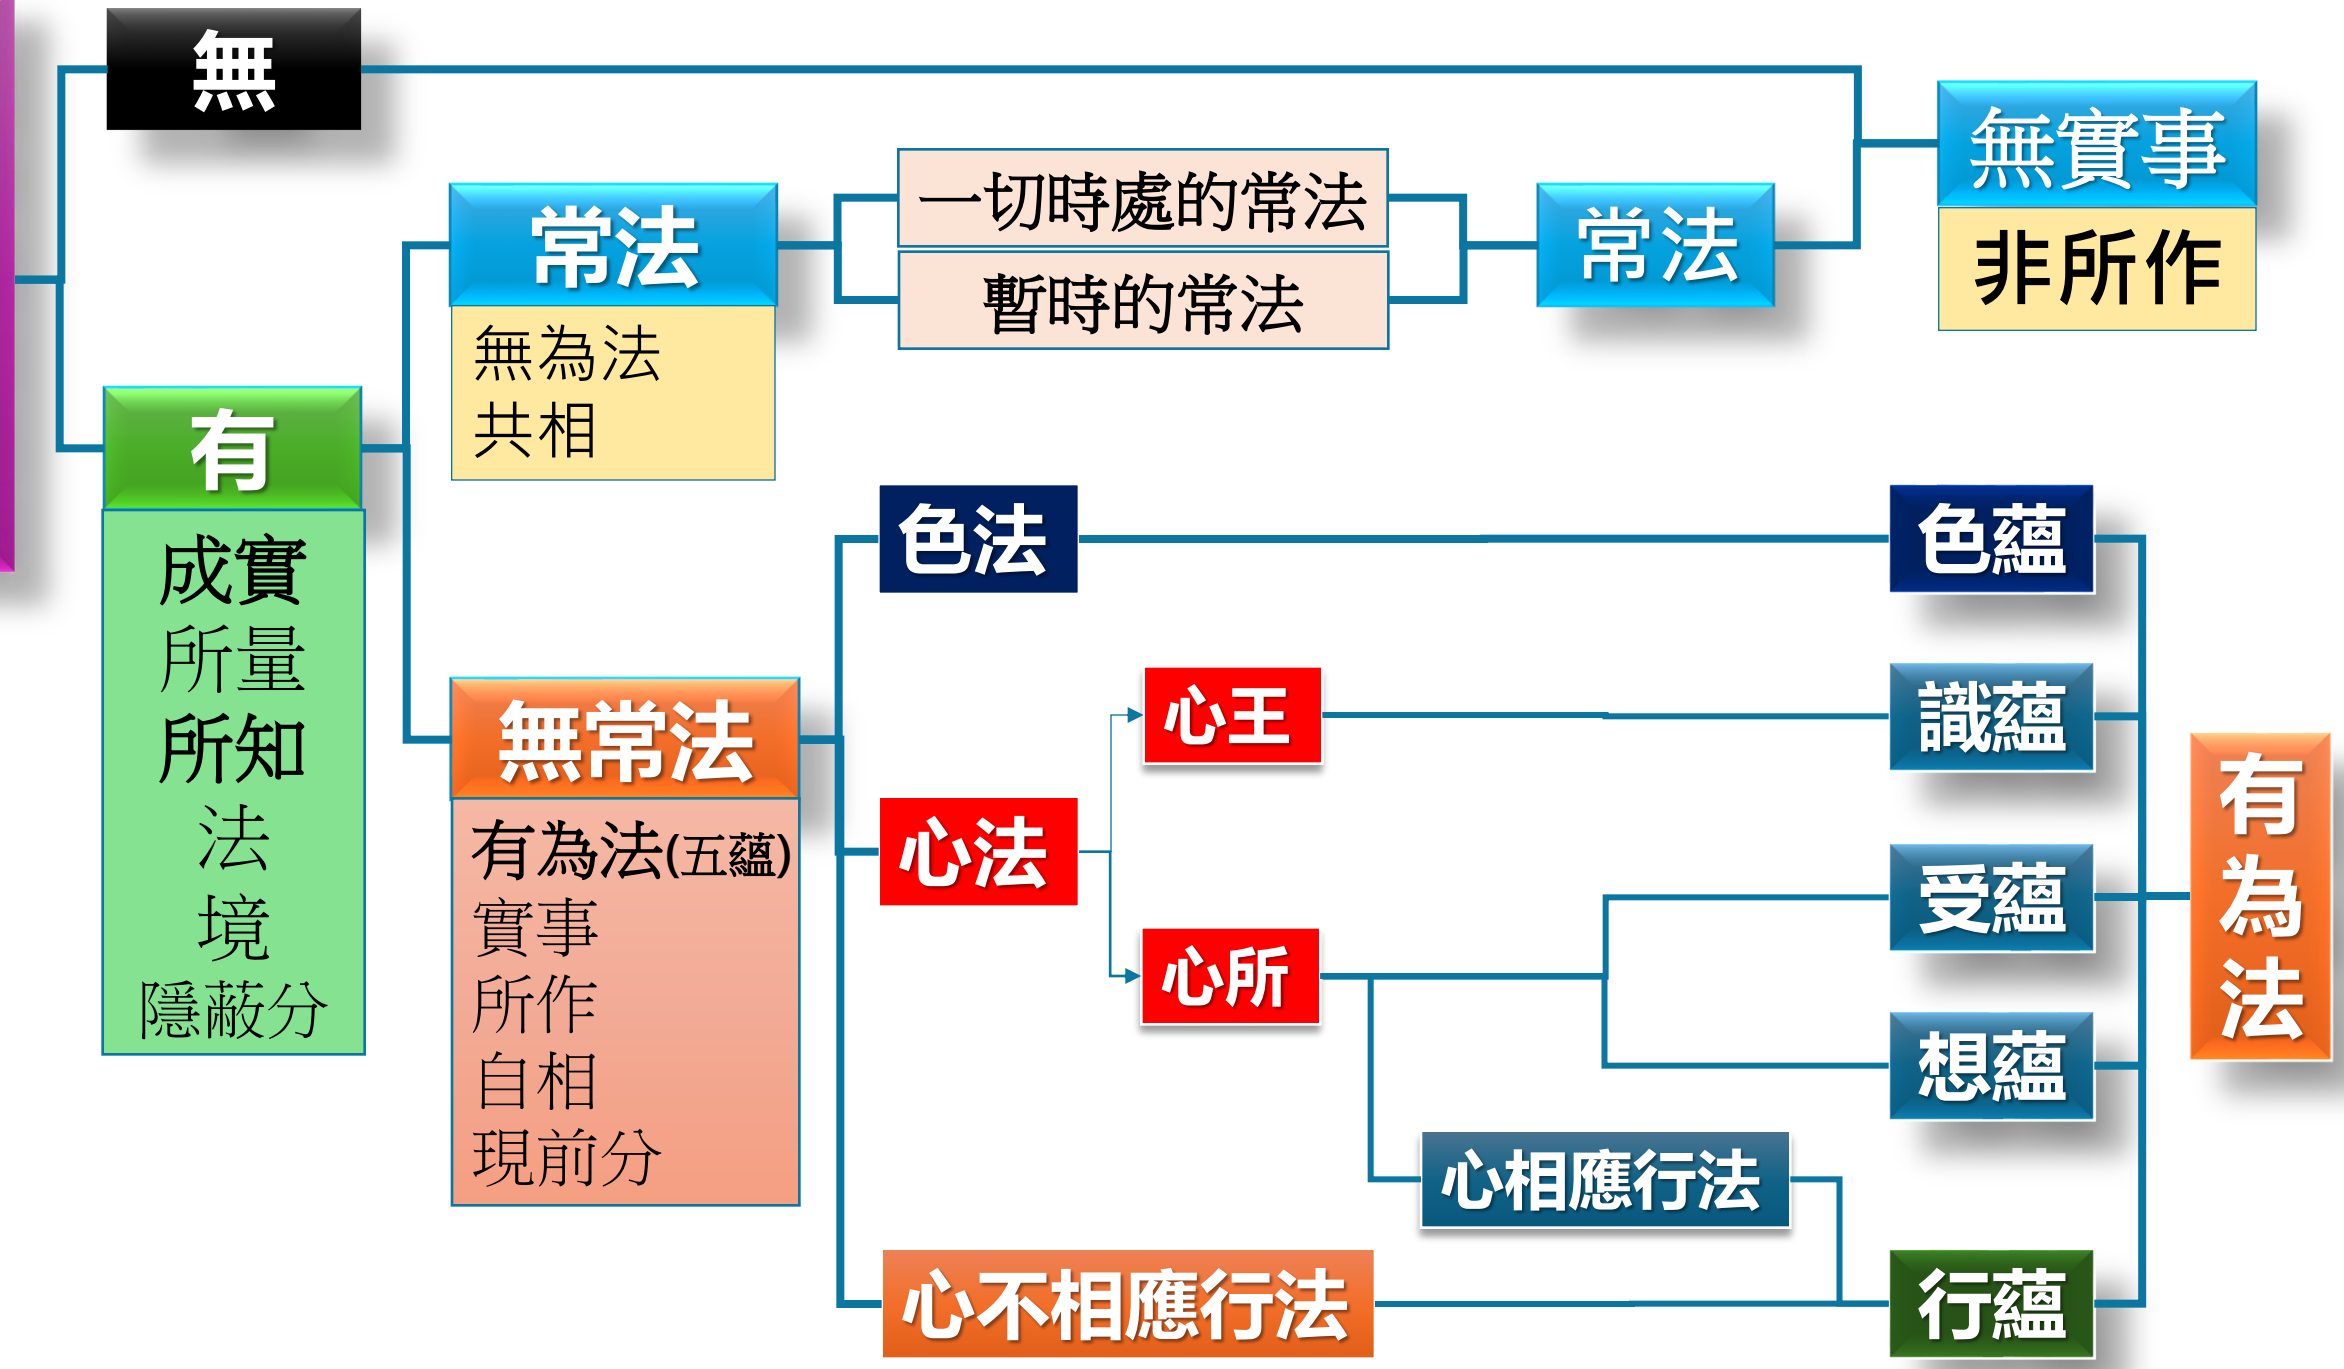 無
無實事
非所作
常法
無為法
共相
一切時處的常法
暫時的常法
常法
有
成實
所量
所知
法
境
隱蔽分
無常法
有為法(五蘊)
實事
所作
自相
現前分
色法
心法
心王
心所
心相應行法
心不相應行法
色蘊
識蘊
受蘊
想蘊
行蘊
有
為
法